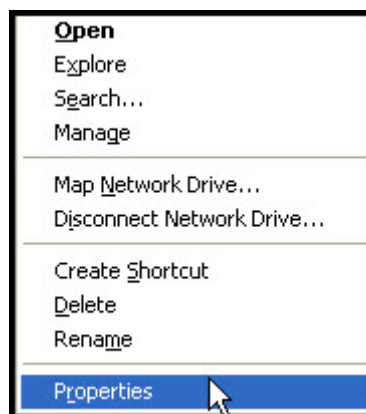 Open
Explore
Search...
Manage
Map Network Drive...
Disconnect Network Drive...
Create Shortcut
Delete
Rename
Properties